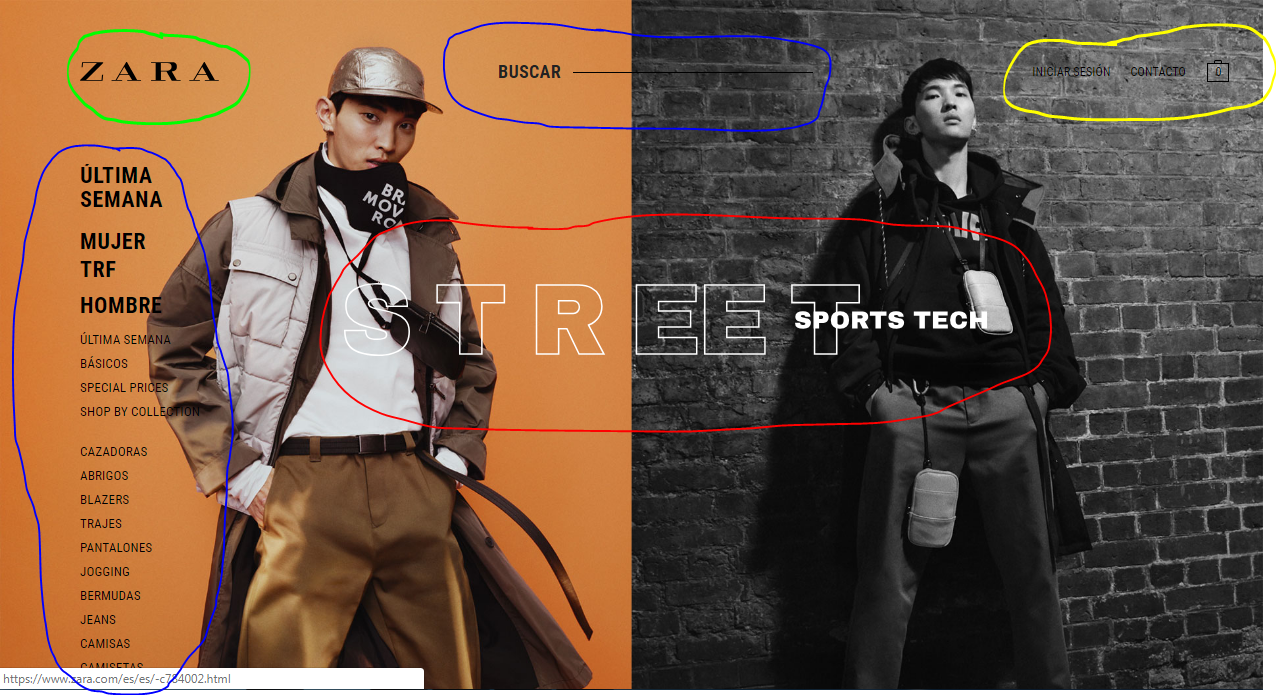 ZARA
BUSCAR
INICIAR SESIÓN
CONTACTO
0
ÚLTIMA
SEMANA
MUJER
TRF
HOMBRE
ÚLTIMA SEMANA
BÁSICOS
SPECIAL PRICES
SHOP BY COLLECTION
CAZADORAS
ABRIGOS
BLAZERS
TRAJES
PANTALONES
JOGGING
BERMUDAS
JEANS
CAMISAS
CAMISETAS
STREET
SPORTS TECH
https://www.zara.com/es/es/-c784002.html